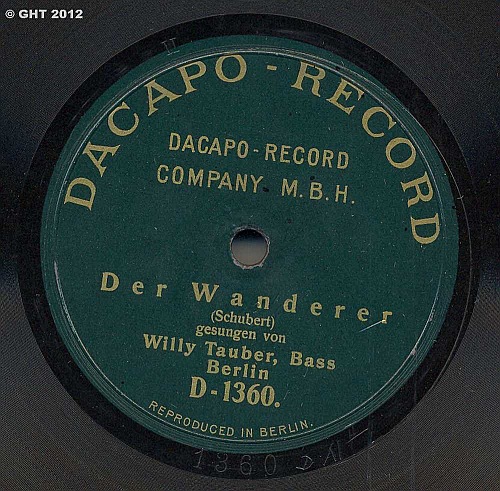 © GHT 2012
DACAPO - RECORD
DACAPO - RECORD
COMPANY M.B.H.
Der Wanderer
(Schubert)
gesungen von
Willy Tauber, Bass
Berlin
D-1360.
REPRODUCED IN BERLIN.
1360